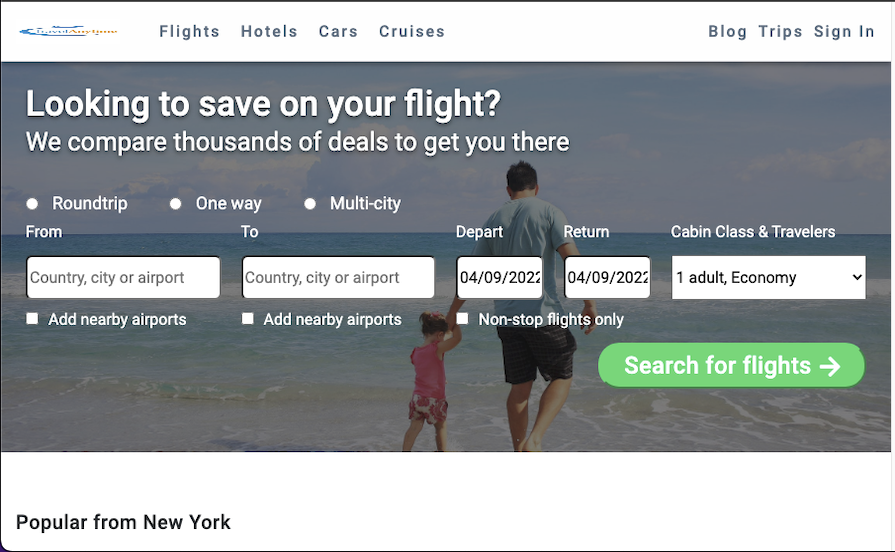 TravelAnytime
Flights Hotels Cars Cruises
Blog Trips Sign In
Looking to save on your flight?
We compare thousands of deals to get you there
Roundtrip One way Multi-city
From To Depart Return Cabin Class & Travelers
Country, city or airport Country, city or airport 04/09/2022 04/09/2022 1 adult, Economy
Add nearby airports Add nearby airports Non-stop flights only
Search for flights
Popular from New York